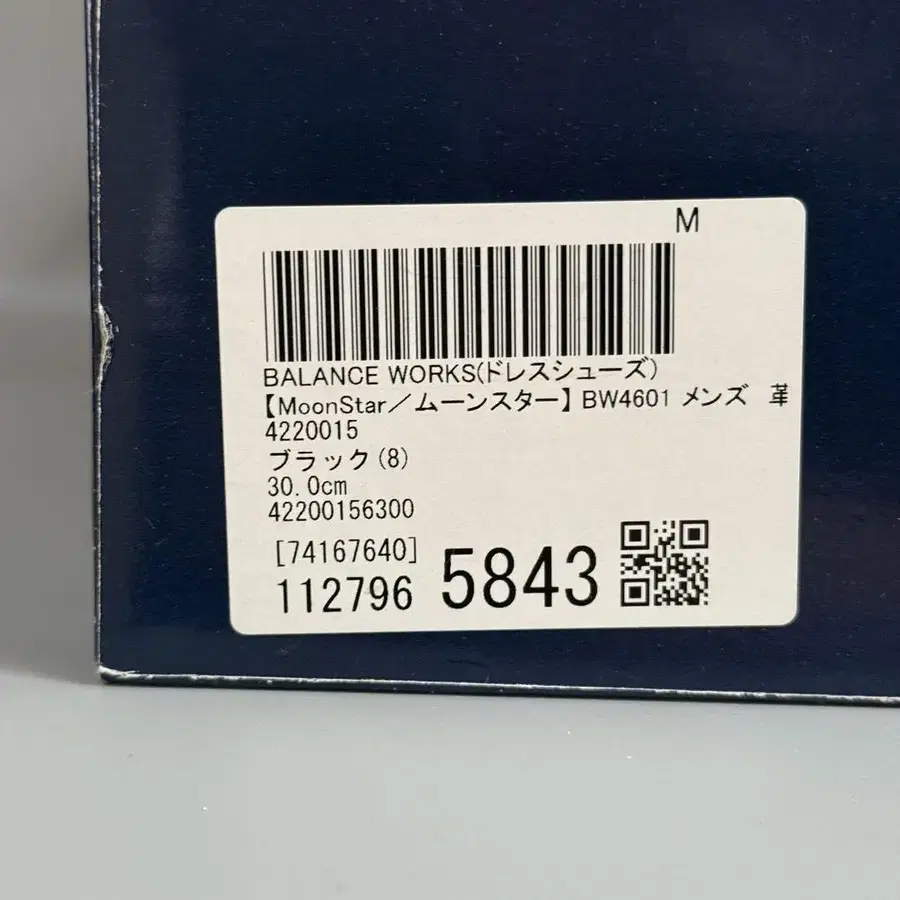 M
BALANCE WORKS(ドレスシューズ)
【MoonStar／ムーンスター】BW4601 メンズ 革
4220015
ブラック(8)
30.0cm
42200156300
[74167640]
112796 5843